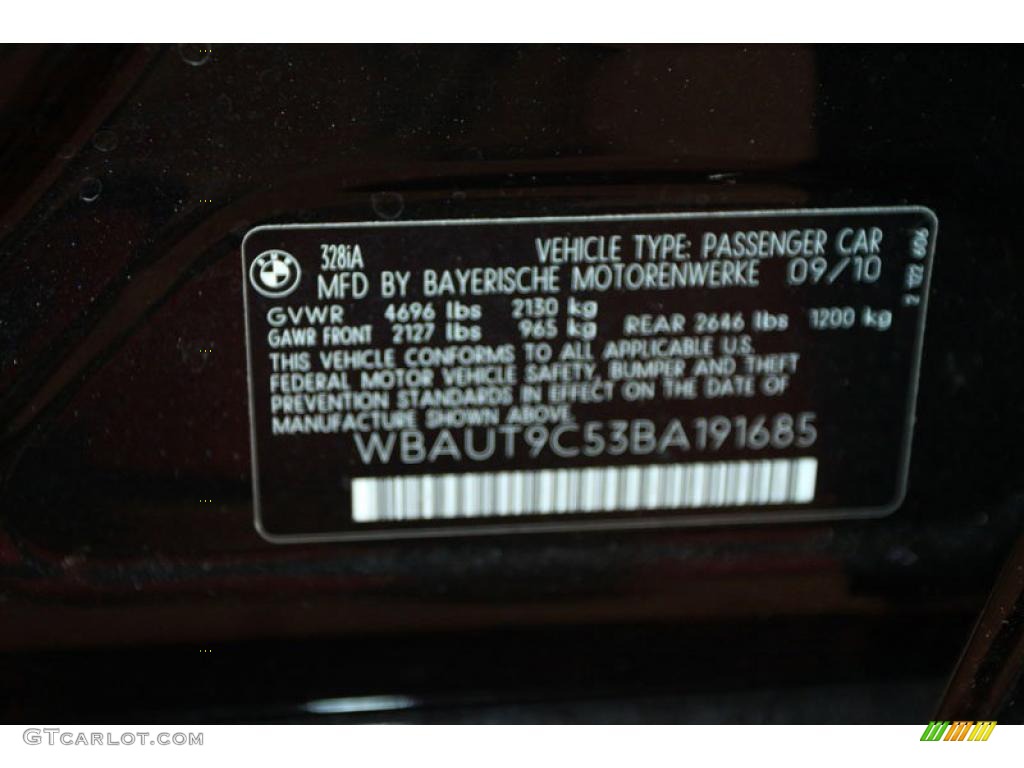 328iA VEHICLE TYPE: PASSENGER CAR
MFD BY BAYERISCHE MOTORENWERKE 09/10
GVWR 4696 lbs 2130 kg
GAWR FRONT 2127 lbs 965 kg REAR 2646 lbs 1200 kg
THIS VEHICLE CONFORMS TO ALL APPLICABLE U.S.
FEDERAL MOTOR VEHICLE SAFETY, BUMPER AND THEFT
PREVENTION STANDARDS IN EFFECT ON THE DATE OF
MANUFACTURE SHOWN ABOVE.
WBAUT9C53BA191685
GTCarlot.com